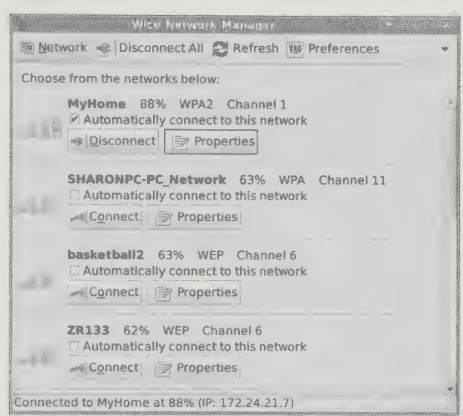 Wicd Network Manager
Network Disconnect All Refresh Preferences
Choose from the networks below:
MyHome 88% WPA2 Channel 1
Automatically connect to this network
Disconnect Properties
SHARONPC-PC_Network 63% WPA Channel 11
Automatically connect to this network
Connect Properties
basketball2 63% WEP Channel 6
Automatically connect to this network
Connect Properties
ZR133 62% WEP Channel 6
Automatically connect to this network
Connect Properties
Connected to MyHome at 88% (IP: 172.24.21.7)